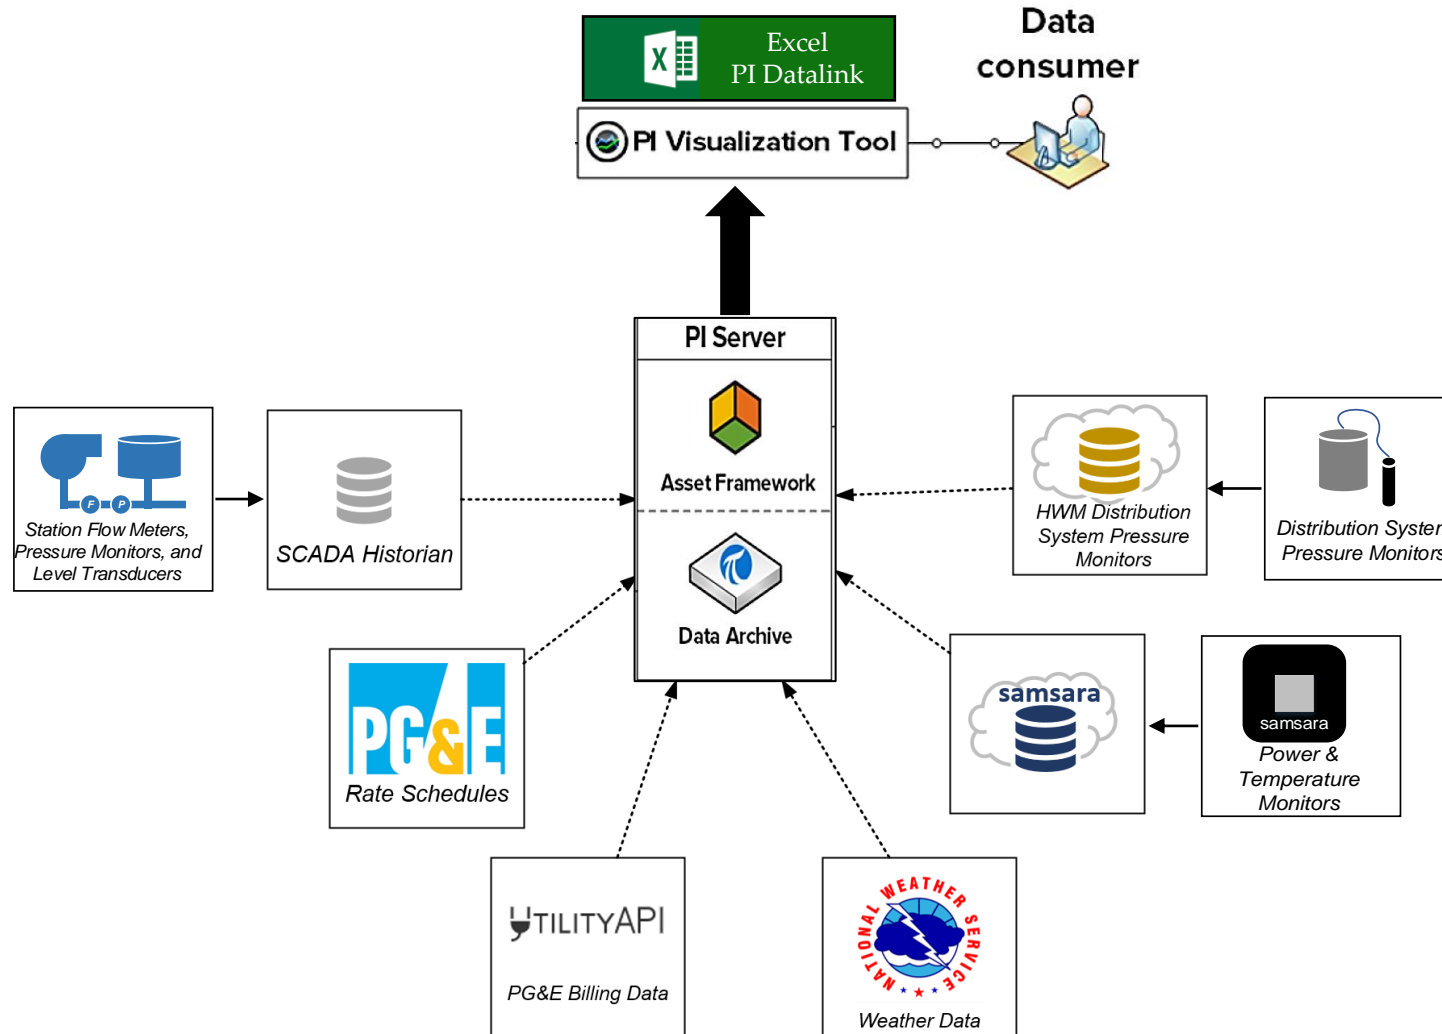 Excel
PI Datalink
Data
consumer
PI Visualization Tool
PI Server
Asset Framework
Data Archive
F
P
Station Flow Meters,
Pressure Monitors, and
Level Transducers
SCADA Historian
HWM Distribution
System Pressure
Monitors
Distribution System
Pressure Monitors
PG&E
Rate Schedules
samsara
samsara
Power &
Temperature
Monitors
UTILITYAPI
PG&E Billing Data
NATIONAL WEATHER SERVICE
Weather Data